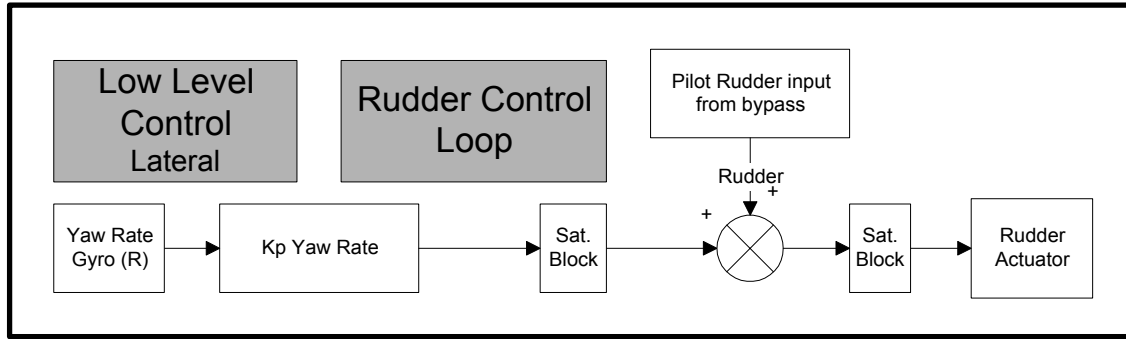 Low Level
Control
Lateral
Rudder Control
Loop
Pilot Rudder input
from bypass
Rudder
+
+
Yaw Rate
Gyro (R)
Kp Yaw Rate
Sat.
Block
Sat.
Block
Rudder
Actuator